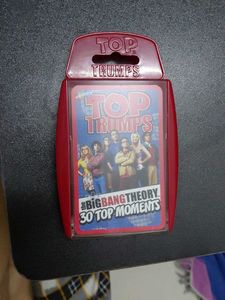 TOP
TRUMPS
TOP
TRUMPS
THE BIG BANG THEORY
30 TOP MOMENTS